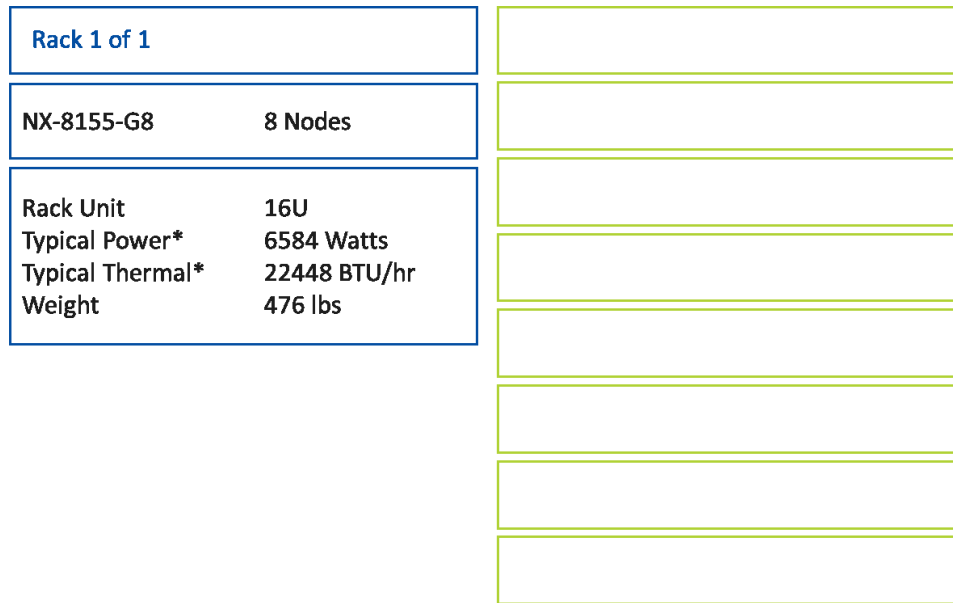 Rack 1 of 1
NX-8155-G8 8 Nodes
Rack Unit 16U
Typical Power* 6584 Watts
Typical Thermal* 22448 BTU/hr
Weight 476 lbs